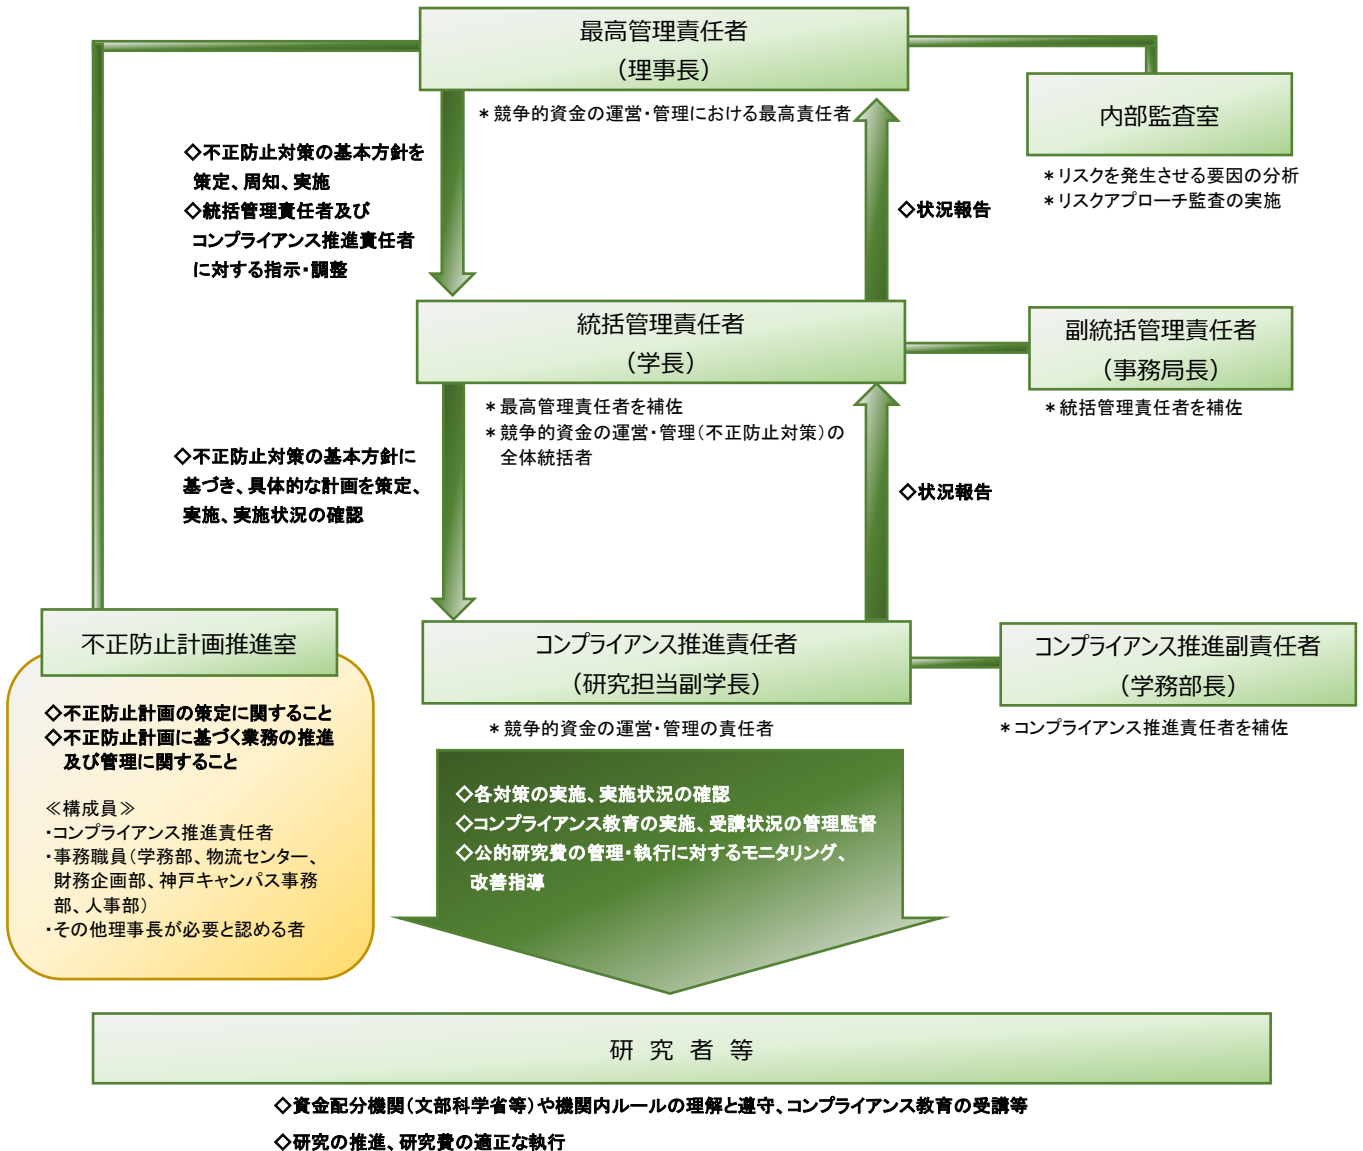 最高管理責任者
（理事長）
＊競争的資金の運営・管理における最高責任者
内部監査室
＊リスクを発生させる要因の分析
＊リスクアプローチ監査の実施
◇不正防止対策の基本方針を
策定、周知、実施
◇統括管理責任者及び
コンプライアンス推進責任者
に対する指示・調整
◇状況報告
統括管理責任者
（学長）
＊最高管理責任者を補佐
＊競争的資金の運営・管理（不正防止対策）の
全体統括者
副統括管理責任者
（事務局長）
＊統括管理責任者を補佐
◇不正防止対策の基本方針に
基づき、具体的な計画を策定、
実施、実施状況の確認
◇状況報告
コンプライアンス推進責任者
（研究担当副学長）
＊競争的資金の運営・管理の責任者
コンプライアンス推進副責任者
（学務部長）
＊コンプライアンス推進責任者を補佐
不正防止計画推進室
◇不正防止計画の策定に関すること
◇不正防止計画に基づく業務の推進
及び管理に関すること
≪構成員≫
・コンプライアンス推進責任者
・事務職員（学務部、物流センター、
財務企画部、神戸キャンパス事務
部、人事部）
・その他理事長が必要と認める者
◇各対策の実施、実施状況の確認
◇コンプライアンス教育の実施、受講状況の管理監督
◇公的研究費の管理・執行に対するモニタリング、
改善指導
研 究 者 等
◇資金配分機関（文部科学省等）や機関内ルールの理解と遵守、コンプライアンス教育の受講等
◇研究の推進、研究費の適正な執行